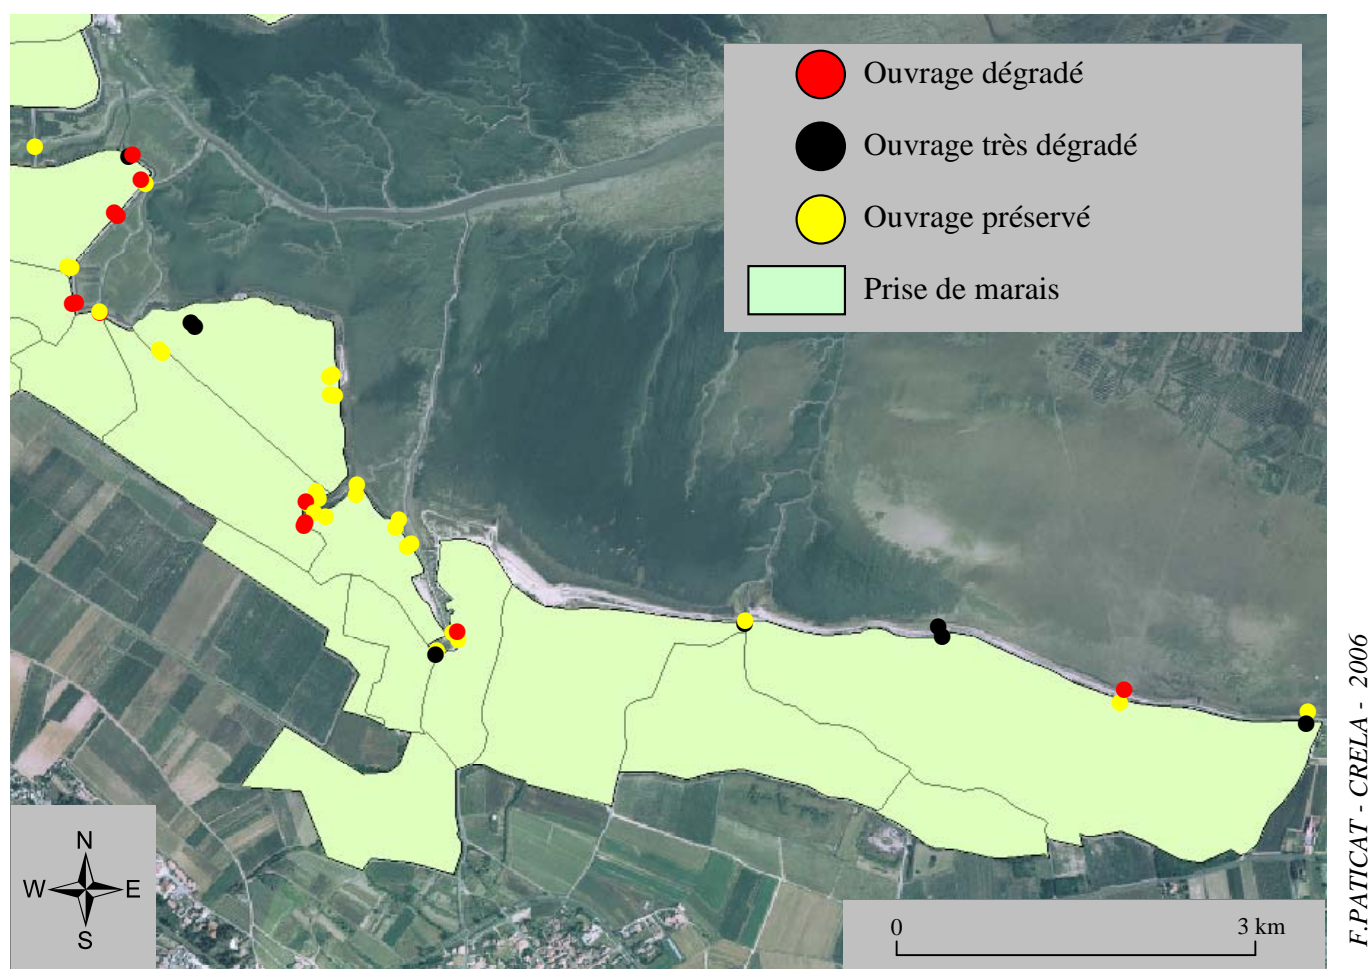 Ouvrage dégradé
Ouvrage très dégradé
Ouvrage préservé
Prise de marais
N
W E
S
0 3 km
F.PATICAT - CRELA - 2006